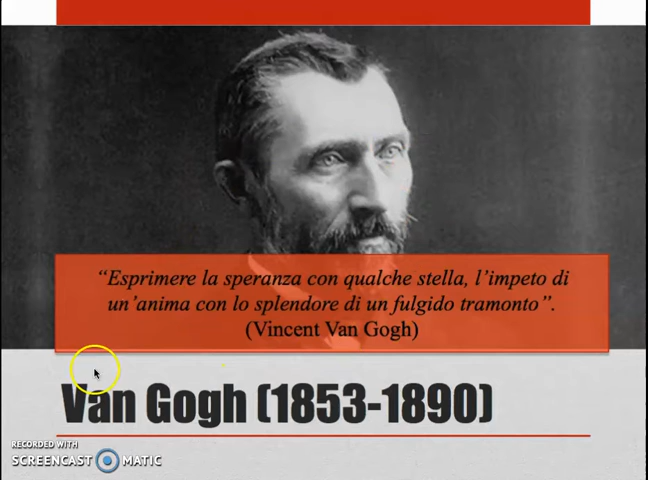 “Esprimere la speranza con qualche stella, l’impeto di
un’anima con lo splendore di un fulgido tramonto”.
(Vincent Van Gogh)
Van Gogh (1853-1890)
RECORDED WITH
SCREENCAST MATIC